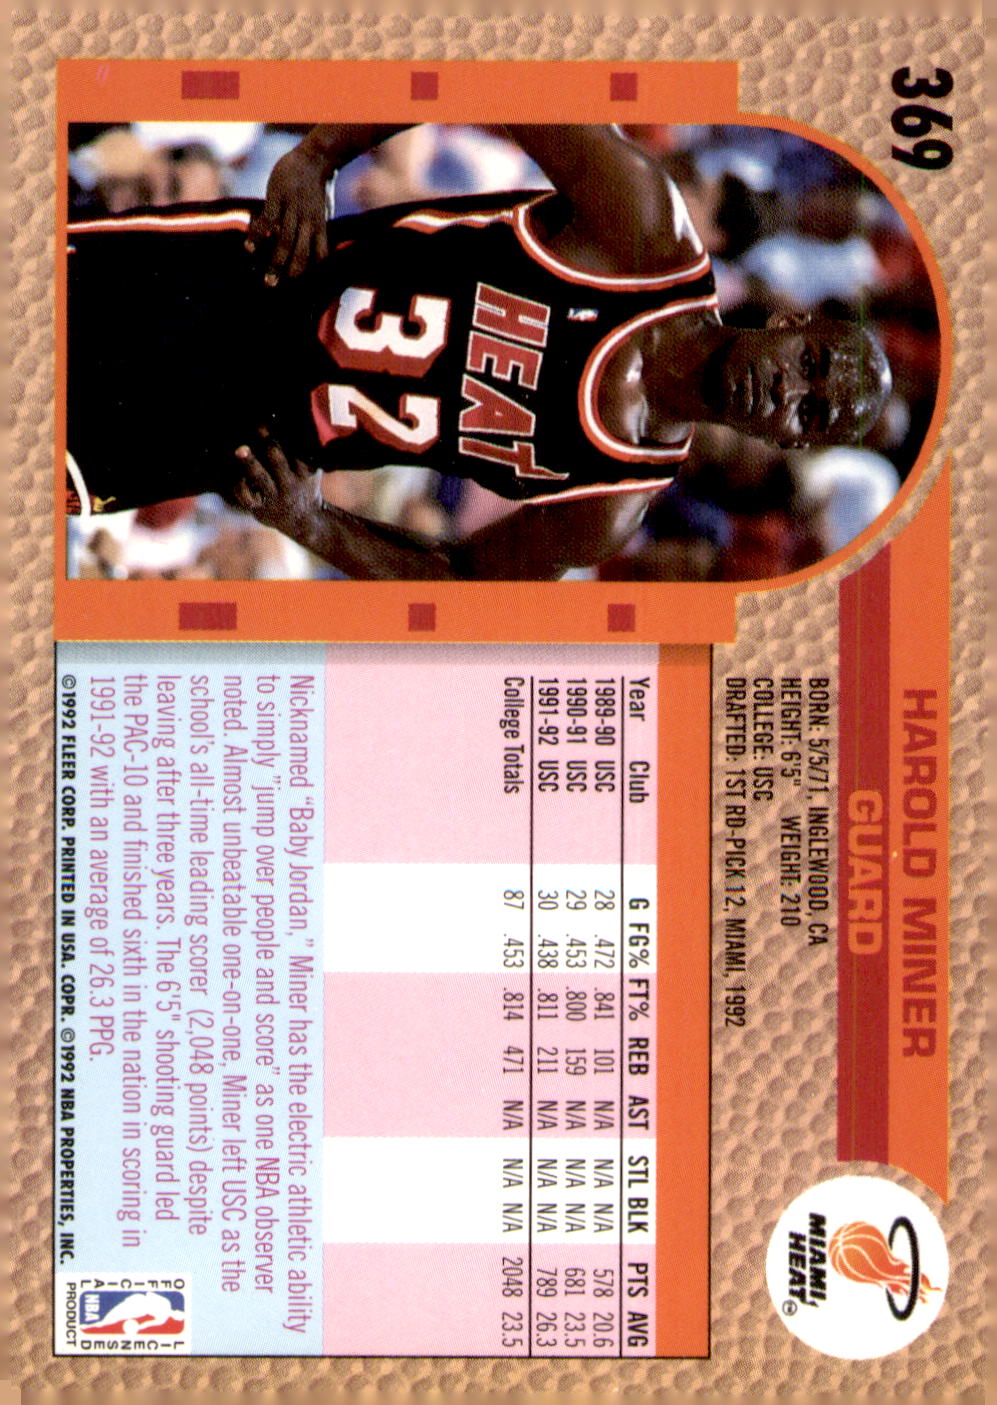 369
HEAT
32
HAROLD MINER
GUARD
BORN: 5/5/71, INGLEWOOD, CA
HEIGHT: 6'5" WEIGHT: 210
COLLEGE: USC
DRAFTED: 1ST RD-PICK 12, MIAMI, 1992
MIAMI
HEAT
Year Club G FG% FT% REB AST STL BLK PTS AVG
1989-90 USC 28 .472 .841 101 N/A N/A N/A 578 20.6
1990-91 USC 29 .453 .800 159 N/A N/A N/A 681 23.5
1991-92 USC 30 .438 .811 211 N/A N/A N/A 789 26.3
College Totals 87 .453 .814 471 N/A N/A N/A 2048 23.5
Nicknamed "Baby Jordan," Miner has the electric athletic ability
to simply "jump over people and score" as one NBA observer
noted. Almost unbeatable one-on-one, Miner left USC as the
school's all-time leading scorer (2,048 points) despite
leaving after three years. The 6'5" shooting guard led
the PAC-10 and finished sixth in the nation in scoring in
1991-92 with an average of 26.3 PPG.
©1992 FLEER CORP. PRINTED IN USA. COPR. ©1992 NBA PROPERTIES, INC.
OFFICIAL LICENSED
NBA
PRODUCT